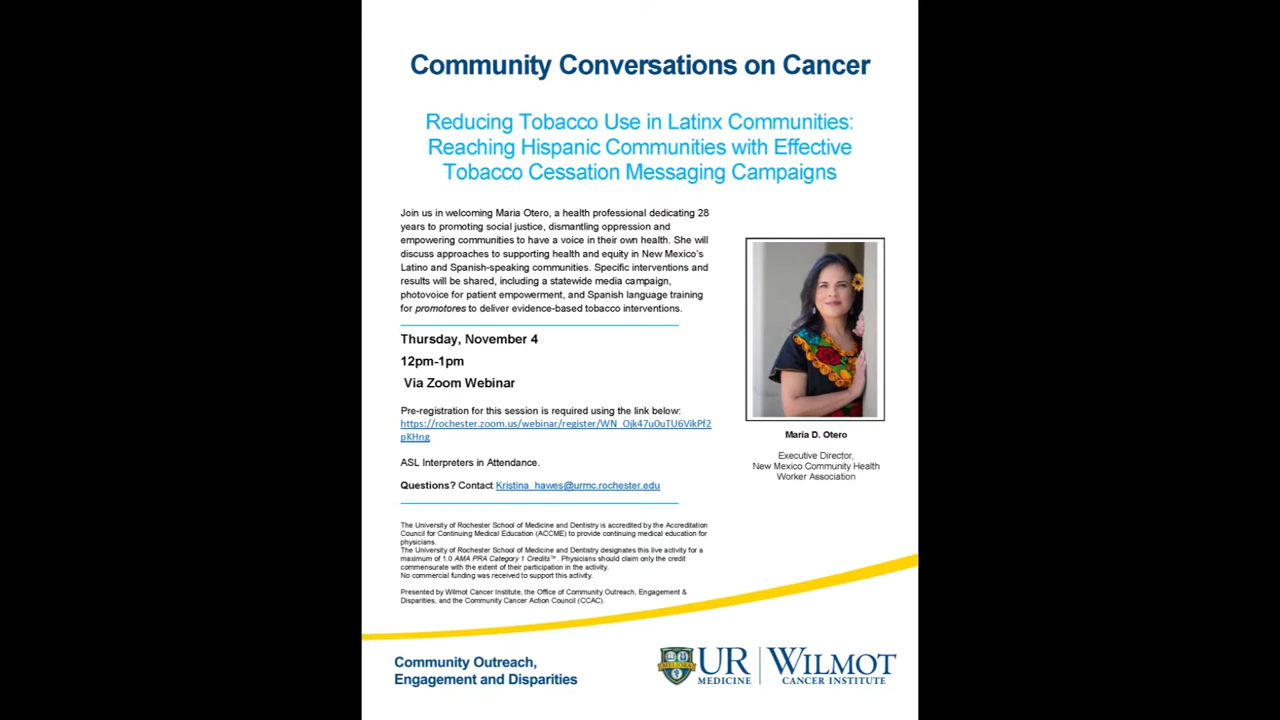 Community Conversations on Cancer
Reducing Tobacco Use in Latinx Communities:
Reaching Hispanic Communities with Effective
Tobacco Cessation Messaging Campaigns
Join us in welcoming Maria Otero, a health professional dedicating 28
years to promoting social justice, dismantling oppression and
empowering communities to have a voice in their own health. She will
discuss approaches to supporting health and equity in New Mexico's
Latino and Spanish-speaking communities. Specific interventions and
results will be shared, including a statewide media campaign,
photovoice for patient empowerment, and Spanish language training
for promotores to deliver evidence-based tobacco interventions.
Thursday, November 4
12pm-1pm
Via Zoom Webinar
Pre-registration for this session is required using the link below:
https://rochester.zoom.us/webinar/register/WN_Ojk47u0uTU6VikPf2
pKHng
ASL Interpreters in Attendance.
Questions? Contact Kristina_hawes@urmc.rochester.edu
Maria D. Otero
Executive Director,
New Mexico Community Health
Worker Association
The University of Rochester School of Medicine and Dentistry is accredited by the Accreditation
Council for Continuing Medical Education (ACCME) to provide continuing medical education for
physicians.
The University of Rochester School of Medicine and Dentistry designates this live activity for a
maximum of 1.0 AMA PRA Category 1 Credits™. Physicians should claim only the credit
commensurate with the extent of their participation in the activity.
No commercial funding was received to support this activity.
Presented by Wilmot Cancer Institute, the Office of Community Outreach, Engagement &
Disparities, and the Community Cancer Action Council (CCAC).
Community Outreach,
Engagement and Disparities
MELIORA
UR
MEDICINE
WILMOT
CANCER INSTITUTE